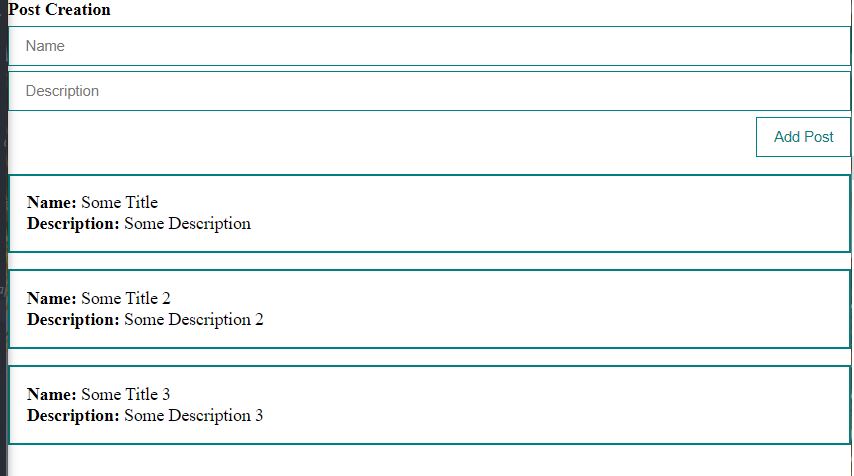 Post Creation
Name
Description
Add Post
Name: Some Title
Description: Some Description
Name: Some Title 2
Description: Some Description 2
Name: Some Title 3
Description: Some Description 3